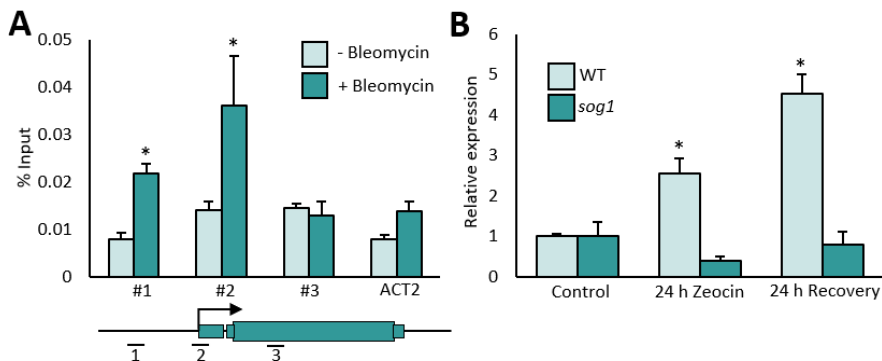 A
0.05
0.04
0.03
0.02
0.01
0
% Input
- Bleomycin
+ Bleomycin
*
*
#1
#2
#3
ACT2
1
2
3
B
6
5
4
3
2
1
0
Relative expression
WT
sog1
*
*
Control
24 h Zeocin
24 h Recovery